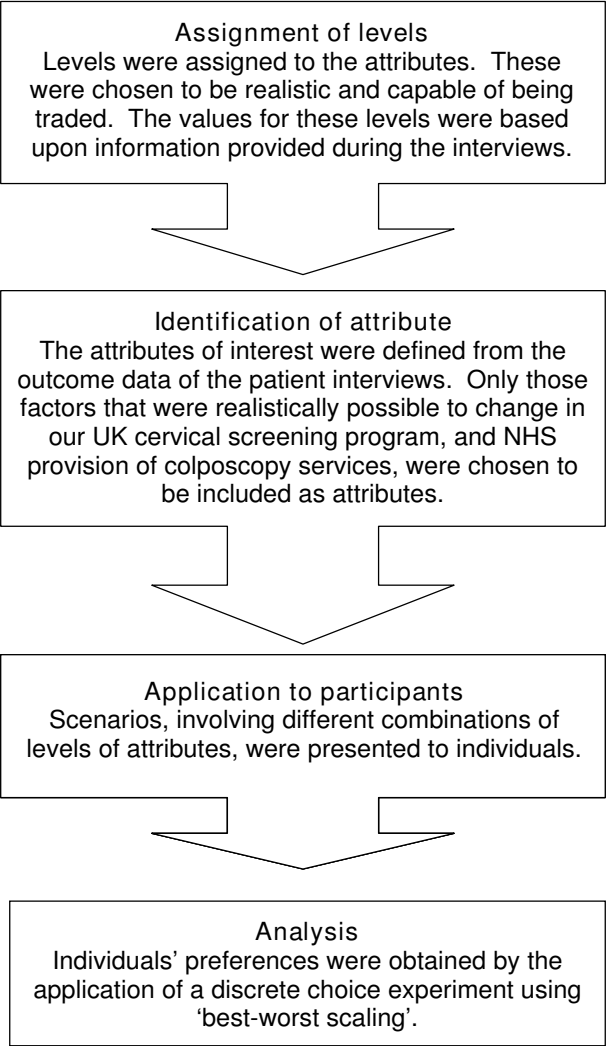 Assignment of levels
Levels were assigned to the attributes. These
were chosen to be realistic and capable of being
traded. The values for these levels were based
upon information provided during the interviews.
Identification of attribute
The attributes of interest were defined from the
outcome data of the patient interviews. Only those
factors that were realistically possible to change in
our UK cervical screening program, and NHS
provision of colposcopy services, were chosen to
be included as attributes.
Application to participants
Scenarios, involving different combinations of
levels of attributes, were presented to individuals.
Analysis
Individuals’ preferences were obtained by the
application of a discrete choice experiment using
‘best-worst scaling’.